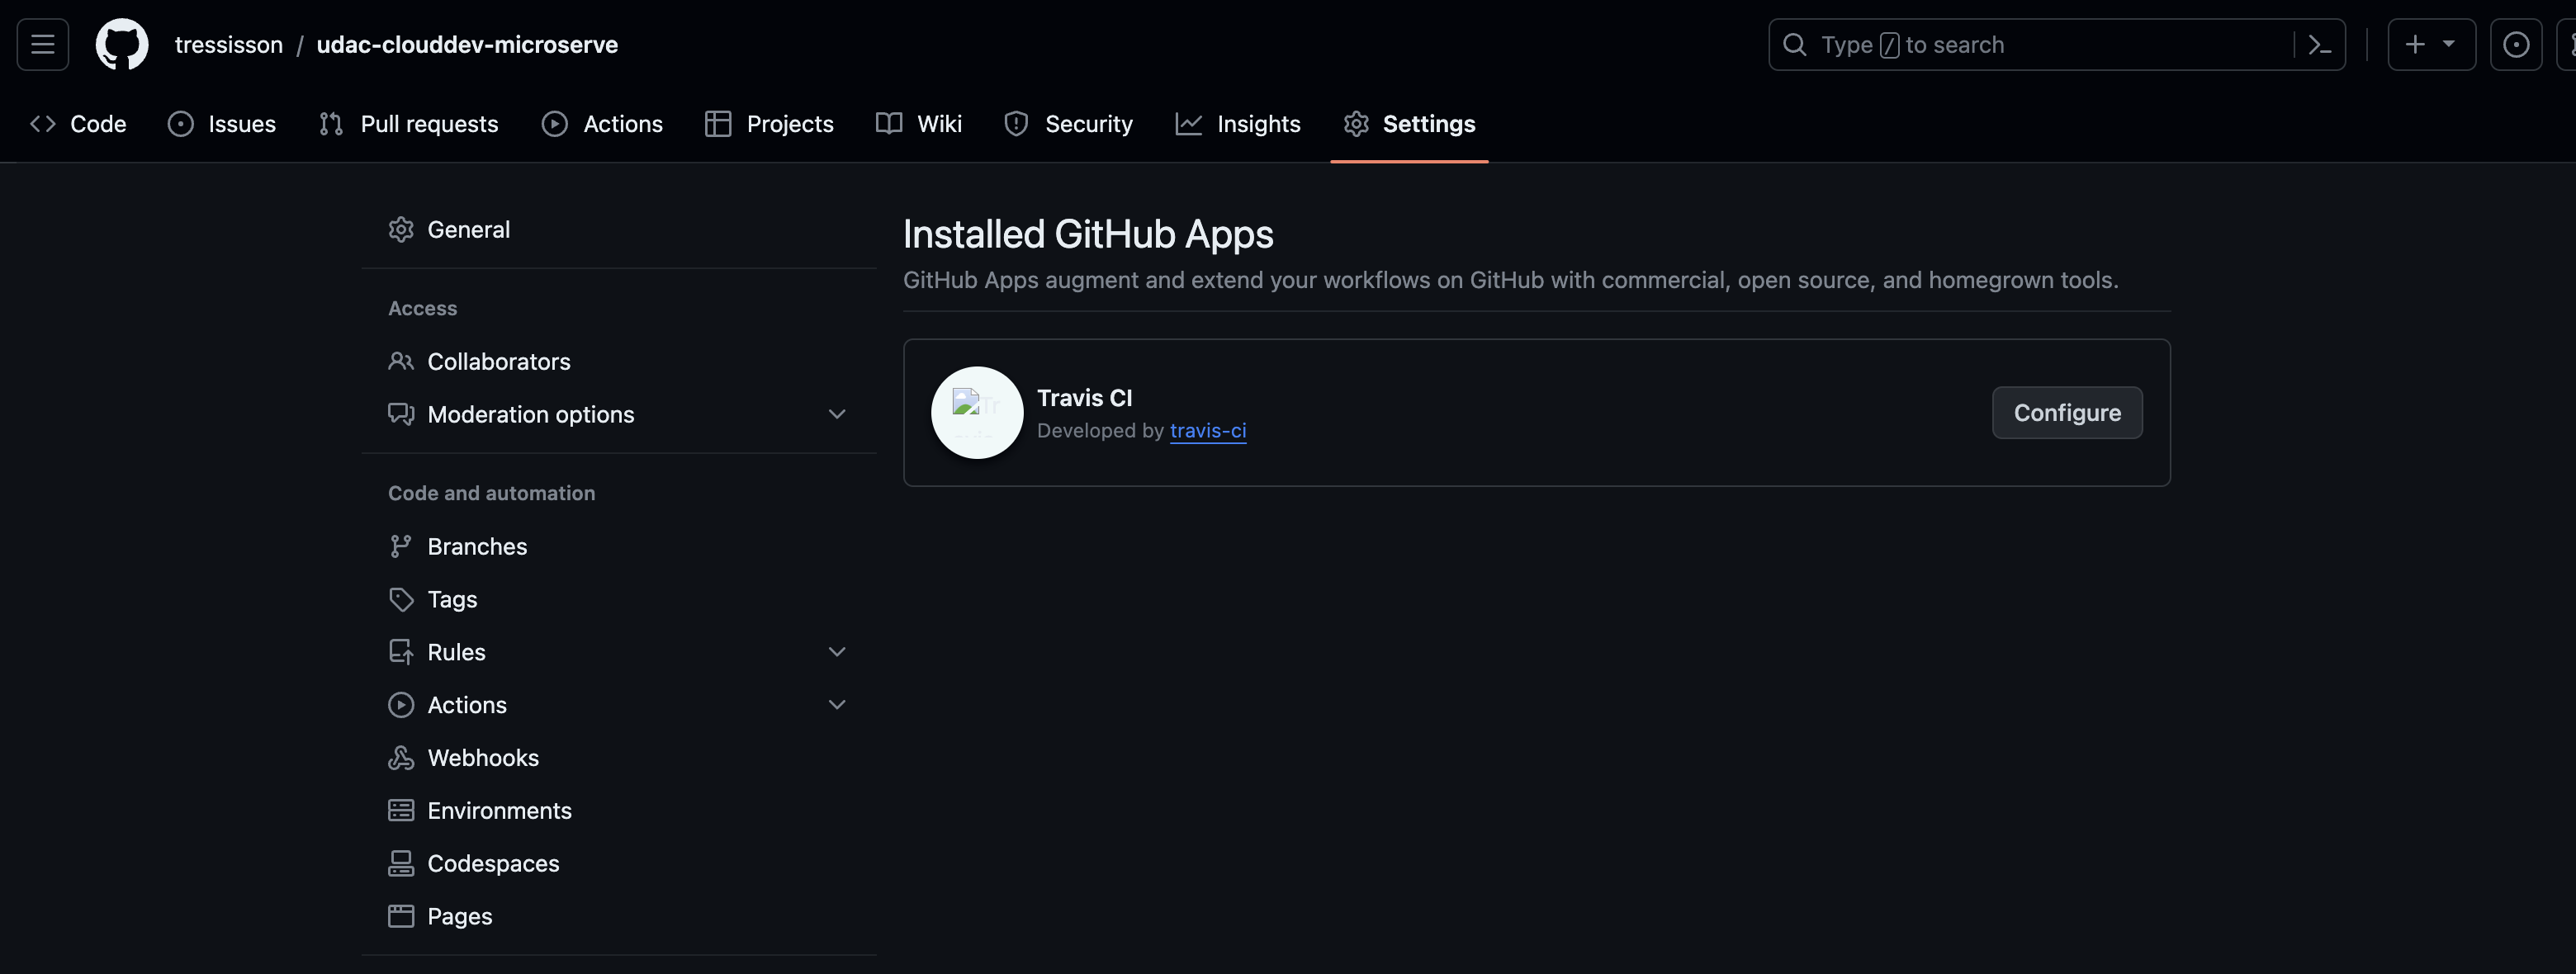 tressisson / udac-clouddev-microserve
Type / to search
Code
Issues
Pull requests
Actions
Projects
Wiki
Security
Insights
Settings
General
Access
Collaborators
Moderation options
Code and automation
Branches
Tags
Rules
Actions
Webhooks
Environments
Codespaces
Pages
Installed GitHub Apps
GitHub Apps augment and extend your workflows on GitHub with commercial, open source, and homegrown tools.
Travis CI
Developed by travis-ci
Configure